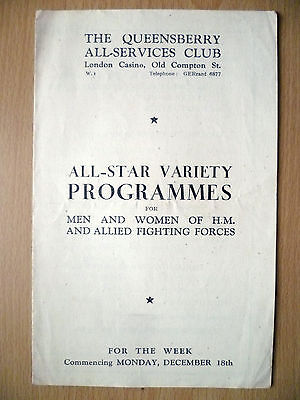 THE QUEENSBERRY
ALL-SERVICES CLUB
London Casino, Old Compton St.
W.1 Telephone: GERrard 6877
ALL-STAR VARIETY
PROGRAMMES
FOR
MEN AND WOMEN OF H.M.
AND ALLIED FIGHTING FORCES
FOR THE WEEK
Commencing MONDAY, DECEMBER 18th